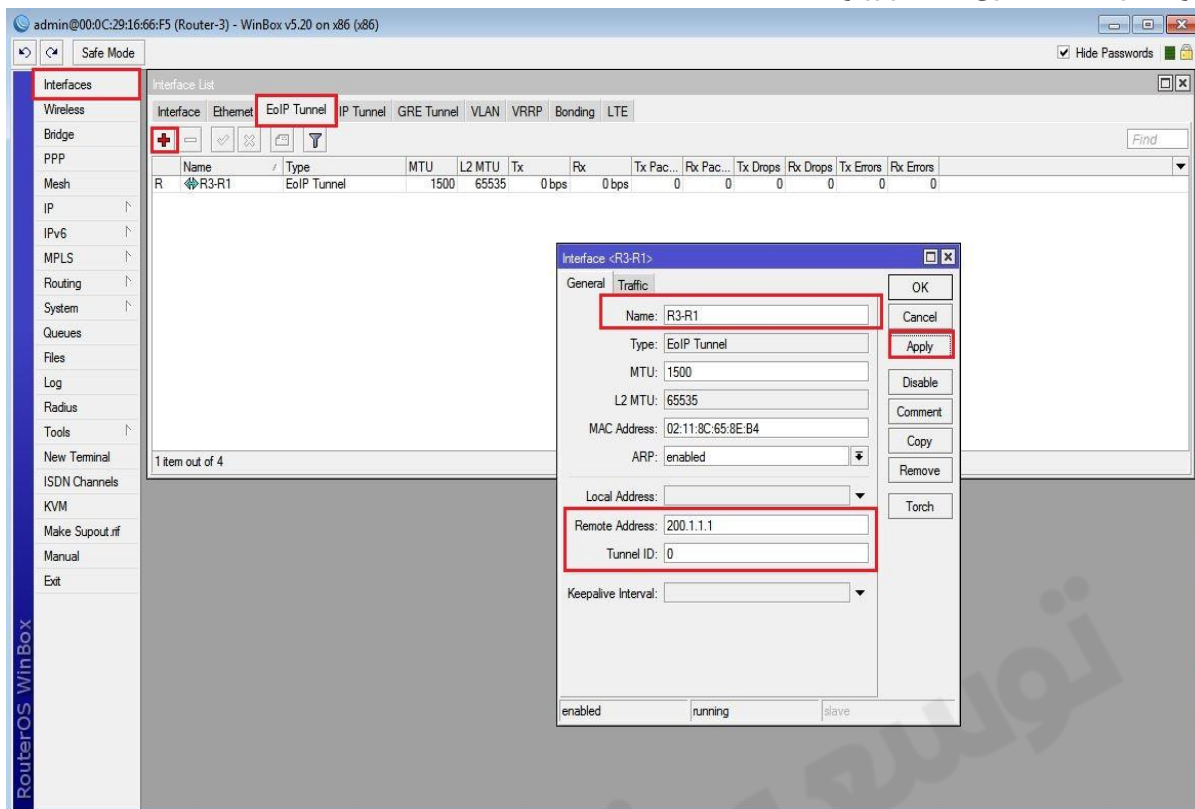 admin@00:0C:29:16:66:F5 (Router-3) - WinBox v5.20 on x86 (x86)
Safe Mode
Hide Passwords
Interfaces
Wireless
Bridge
PPP
Mesh
IP
IPv6
MPLS
Routing
System
Queues
Files
Log
Radius
Tools
New Terminal
ISDN Channels
KVM
Make Supout.rif
Manual
Exit
RouterOS WinBox
Interface List
Interface Ethernet EoIP Tunnel IP Tunnel GRE Tunnel VLAN VRRP Bonding LTE
Find
Name / Type MTU L2 MTU Tx Rx Tx Pac... Rx Pac... Tx Drops Rx Drops Tx Errors Rx Errors
R R3-R1 EoIP Tunnel 1500 65535 0 bps 0 bps 0 0 0 0 0 0
1 item out of 4
Interface <R3-R1>
General Traffic
Name: R3-R1
Type: EoIP Tunnel
MTU: 1500
L2 MTU: 65535
MAC Address: 02:11:8C:65:8E:B4
ARP: enabled
Local Address:
Remote Address: 200.1.1.1
Tunnel ID: 0
Keepalive Interval:
OK
Cancel
Apply
Disable
Comment
Copy
Remove
Torch
enabled running slave